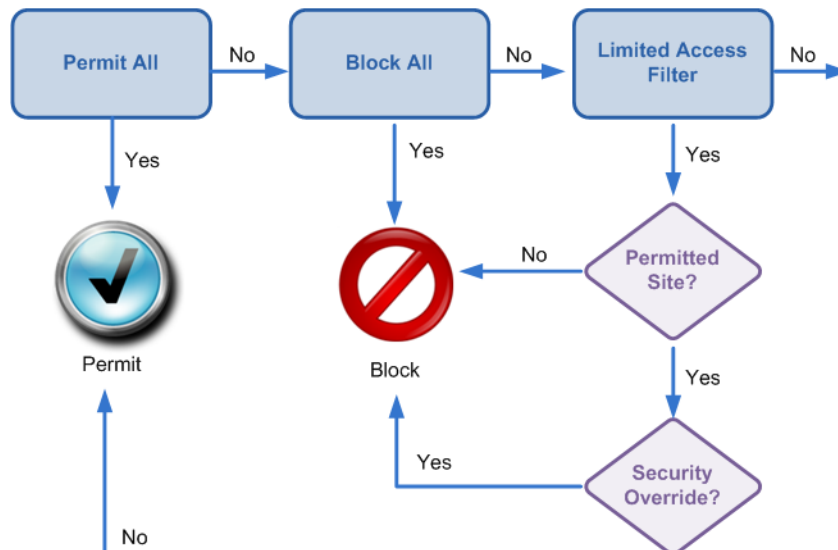 Permit All
No
Block All
No
Limited Access
Filter
No
Yes
Yes
Yes
No
Permitted
Site?
Permit
Block
Yes
Yes
Security
Override?
No